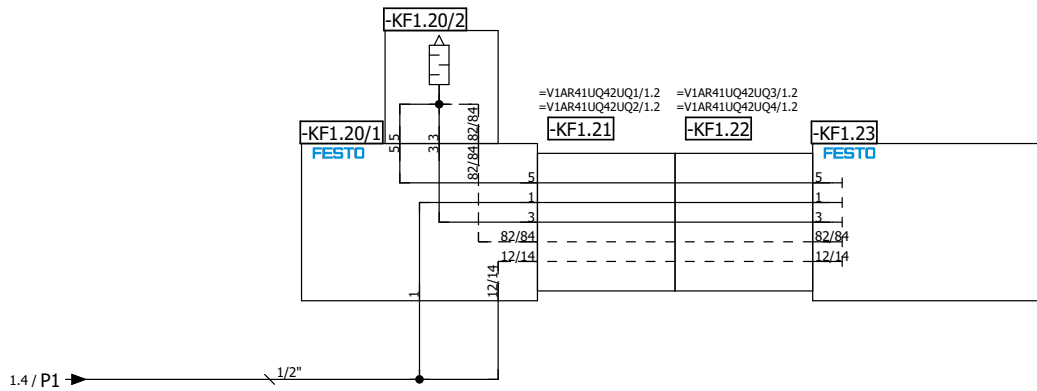 -KF1.20/2
=V1AR41UQ42UQ1/1.2
=V1AR41UQ42UQ2/1.2
-KF1.21
=V1AR41UQ42UQ3/1.2
=V1AR41UQ42UQ4/1.2
-KF1.22
-KF1.20/1
FESTO
-KF1.23
FESTO
5
5
3
3
82/84
82/84
5
1
3
82/84
12/14
5
1
3
82/84
12/14
1
12/14
1.4 / P1
1/2"